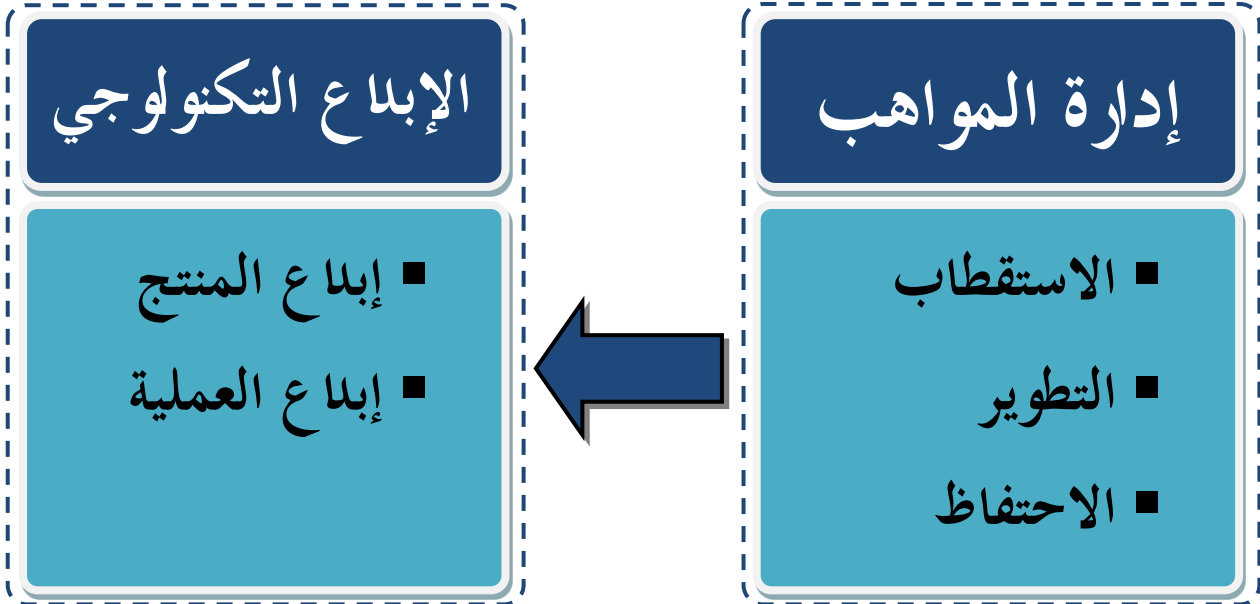 إدارة المواهب
▪ الاستقطاب
▪ التطوير
▪ الاحتفاظ
الإبداع التكنولوجي
▪ إبداع المنتج
▪ إبداع العملية